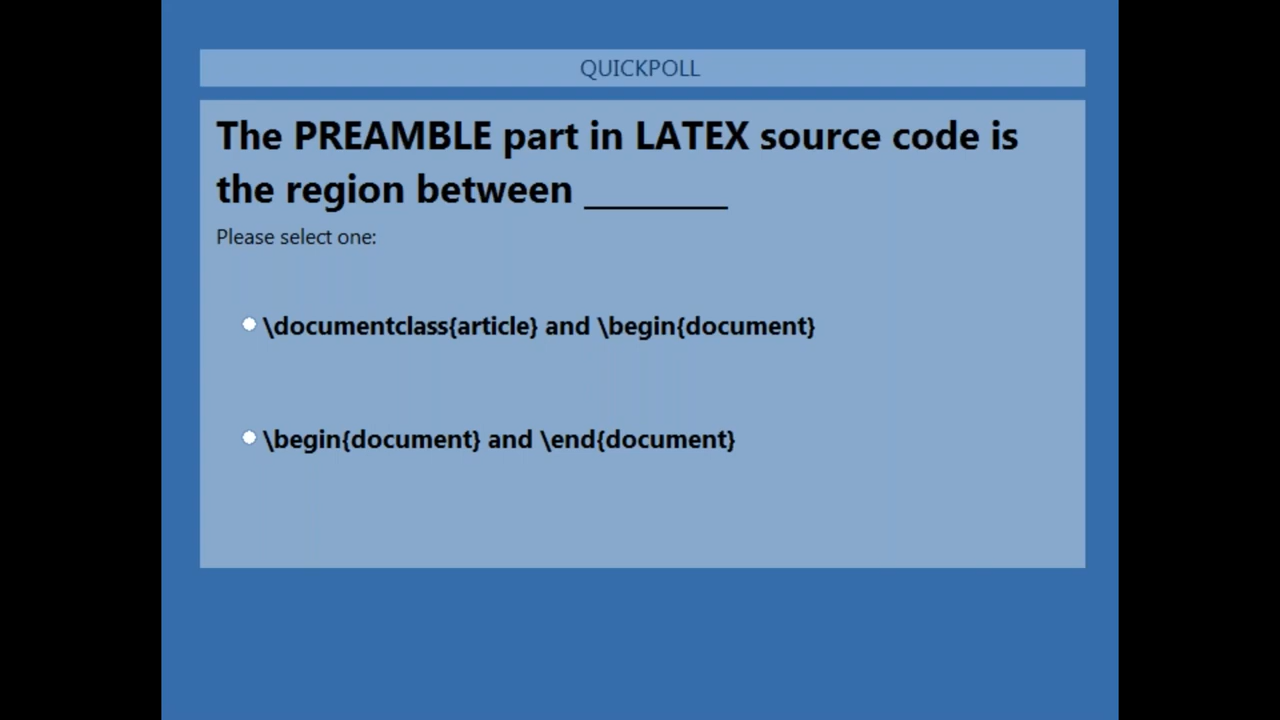 QUICKPOLL
The PREAMBLE part in LATEX source code is
the region between ________
Please select one:
\documentclass{article} and \begin{document}
\begin{document} and \end{document}